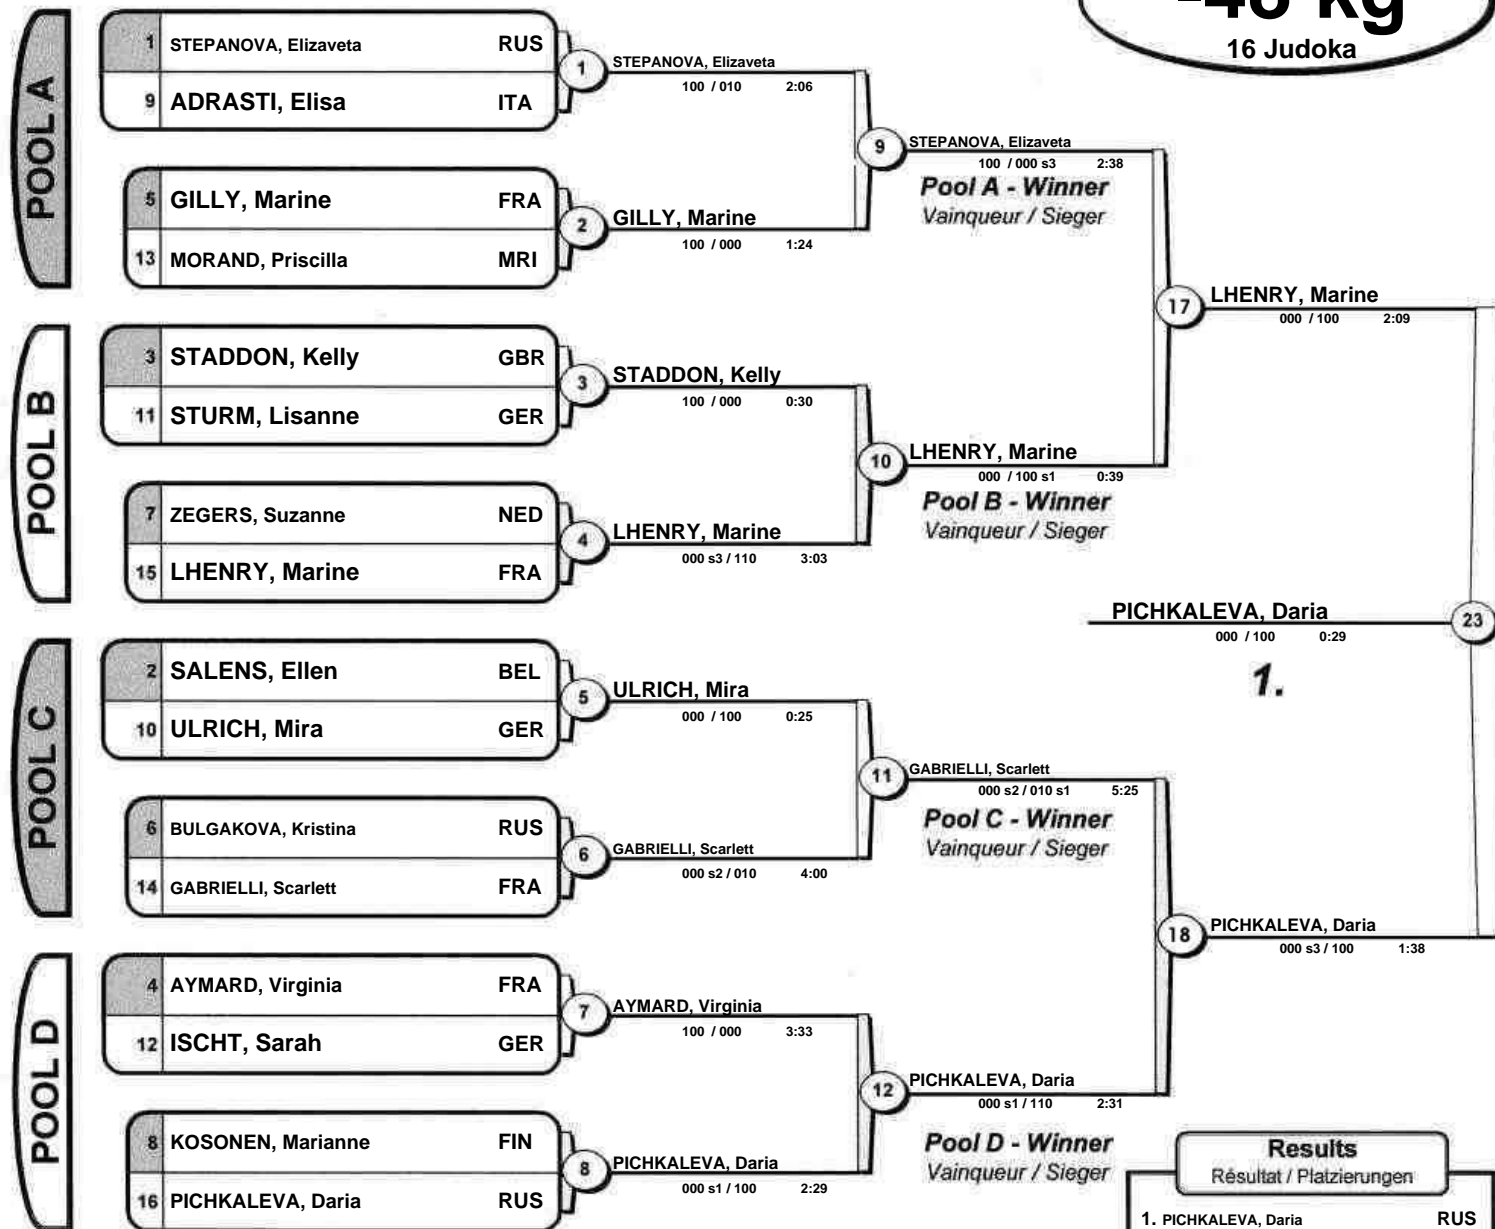 16 Judoka
POOL A
1 STEPANOVA, Elizaveta RUS
9 ADRASTI, Elisa ITA
1
STEPANOVA, Elizaveta
100 / 010 2:06
5 GILLY, Marine FRA
13 MORAND, Priscilla MRI
2
GILLY, Marine
100 / 000 1:24
9
STEPANOVA, Elizaveta
100 / 000 s3 2:38
Pool A - Winner
Vainqueur / Sieger
POOL B
3 STADDON, Kelly GBR
11 STURM, Lisanne GER
3
STADDON, Kelly
100 / 000 0:30
7 ZEGERS, Suzanne NED
15 LHENRY, Marine FRA
4
LHENRY, Marine
000 s3 / 110 3:03
10
LHENRY, Marine
000 / 100 s1 0:39
Pool B - Winner
Vainqueur / Sieger
17
LHENRY, Marine
000 / 100 2:09
PICHKALEVA, Daria
23
000 / 100 0:29
1.
POOL C
2 SALENS, Ellen BEL
10 ULRICH, Mira GER
5
ULRICH, Mira
000 / 100 0:25
6 BULGAKOVA, Kristina RUS
14 GABRIELLI, Scarlett FRA
6
GABRIELLI, Scarlett
000 s2 / 010 4:00
11
GABRIELLI, Scarlett
000 s2 / 010 s1 5:25
Pool C - Winner
Vainqueur / Sieger
18
PICHKALEVA, Daria
000 s3 / 100 1:38
POOL D
4 AYMARD, Virginia FRA
12 ISCHT, Sarah GER
7
AYMARD, Virginia
100 / 000 3:33
8 KOSONEN, Marianne FIN
16 PICHKALEVA, Daria RUS
8
PICHKALEVA, Daria
000 s1 / 100 2:29
12
PICHKALEVA, Daria
000 s1 / 110 2:31
Pool D - Winner
Vainqueur / Sieger
Results
Résultat / Platzierungen
1. PICHKALEVA, Daria RUS